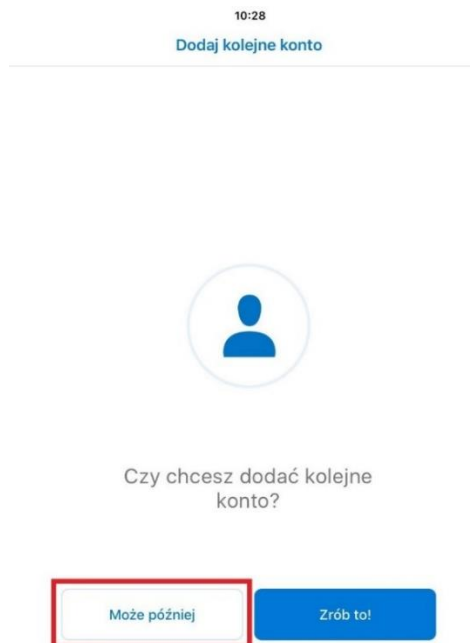 10:28
Dodaj kolejne konto
Czy chcesz dodać kolejne
konto?
Może później
Zrób to!